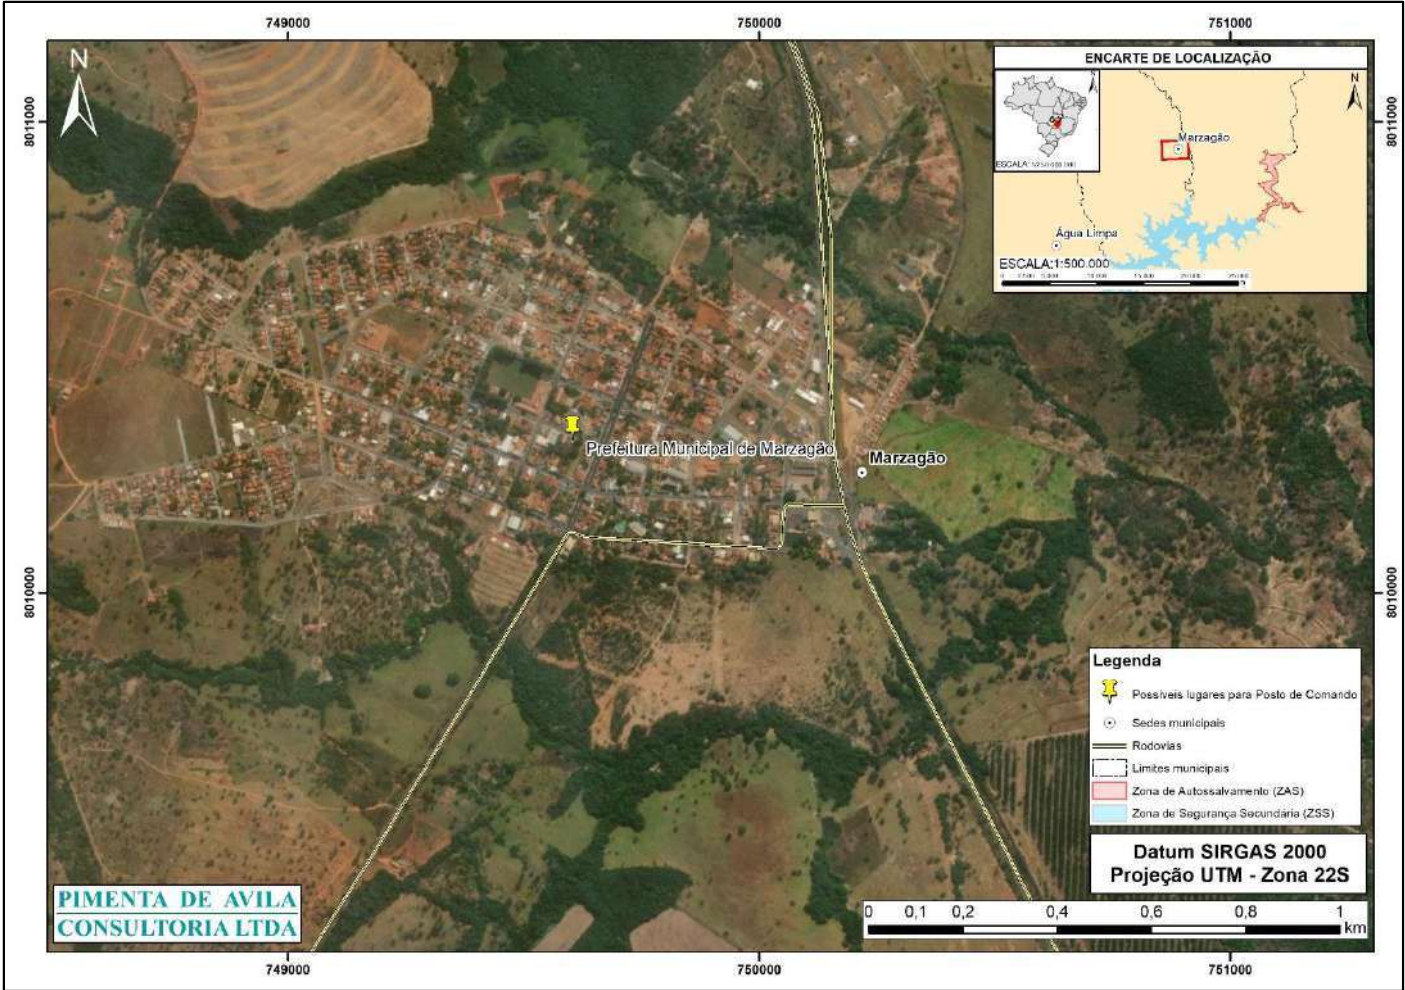 749000
750000
751000
8011000
8011000
N
ENCARTE DE LOCALIZAÇÃO
N
Marzagão
Água Limpa
ESCALA:1:500.000
Prefeitura Municipal de Marzagão
Marzagão
8010000
8010000
Legenda
Possíveis lugares para Posto de Comando
Sedes municipais
Rodovias
Limites municipais
Zona de Autossalvamento (ZAS)
Zona de Segurança Secundária (ZSS)
Datum SIRGAS 2000
Projeção UTM - Zona 22S
PIMENTA DE AVILA
CONSULTORIA LTDA
0 0,1 0,2 0,4 0,6 0,8 1
km
749000
750000
751000